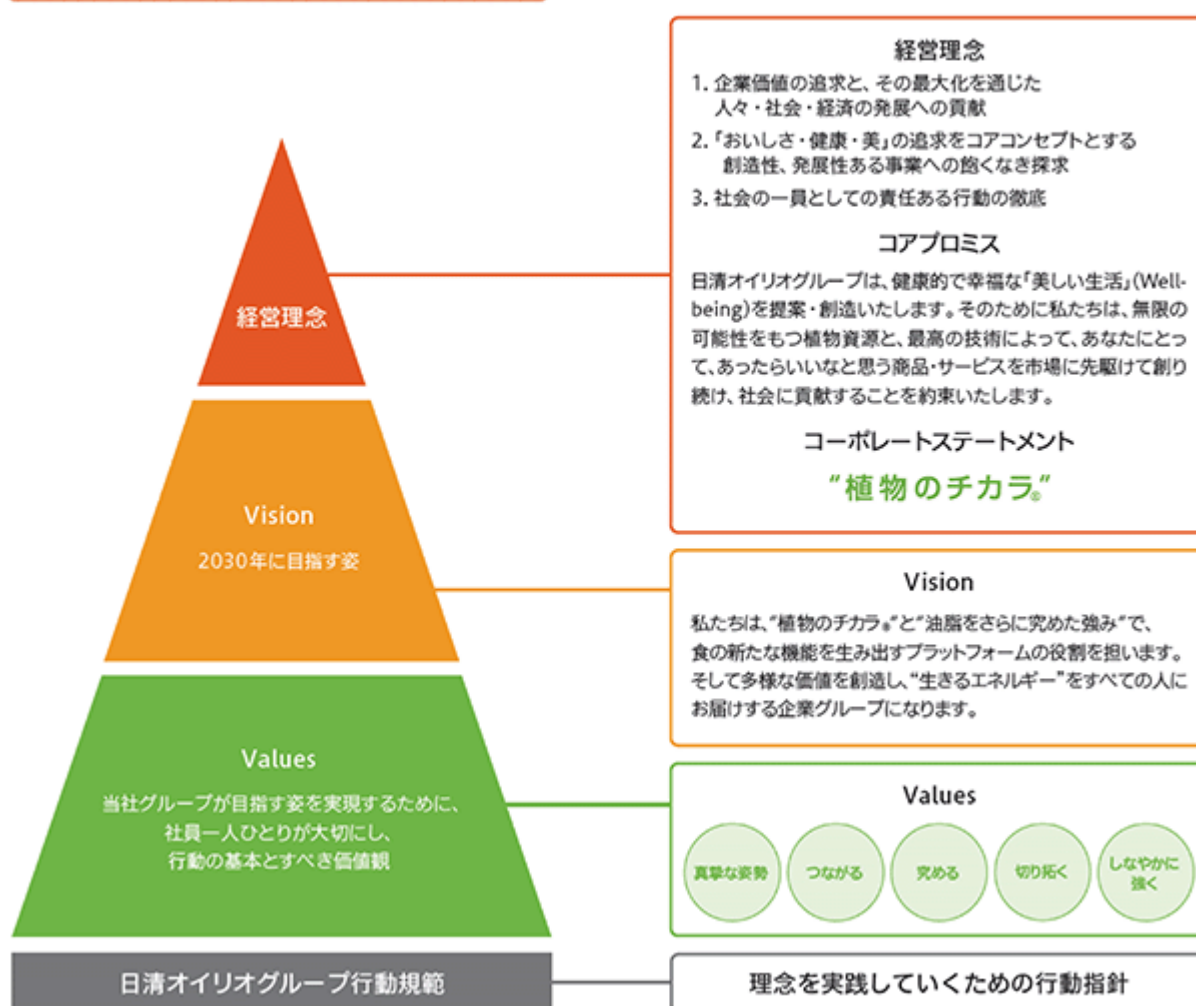 経営理念
1. 企業価値の追求と、その最大化を通じた
人々・社会・経済の発展への貢献
2.「おいしさ・健康・美」の追求をコアコンセプトとする
創造性、発展性ある事業への飽くなき探求
3. 社会の一員としての責任ある行動の徹底
コアプロミス
日清オイリオグループは、健康的で幸福な「美しい生活」(Well-
being)を提案・創造いたします。そのために私たちは、無限の
可能性をもつ植物資源と、最高の技術によって、あなたにとっ
て、あったらいいなと思う商品・サービスを市場に先駆けて創り
続け、社会に貢献することを約束いたします。
コーポレートステートメント
"植物のチカラ®"
経営理念
Vision
2030年に目指す姿
Vision
私たちは、"植物のチカラ®"と"油脂をさらに究めた強み"で、
食の新たな機能を生み出すプラットフォームの役割を担います。
そして多様な価値を創造し、"生きるエネルギー"をすべての人に
お届けする企業グループになります。
Values
当社グループが目指す姿を実現するために、
社員一人ひとりが大切にし、
行動の基本とすべき価値観
Values
真摯な姿勢
つながる
究める
切り拓く
しなやかに
強く
日清オイリオグループ行動規範
理念を実践していくための行動指針